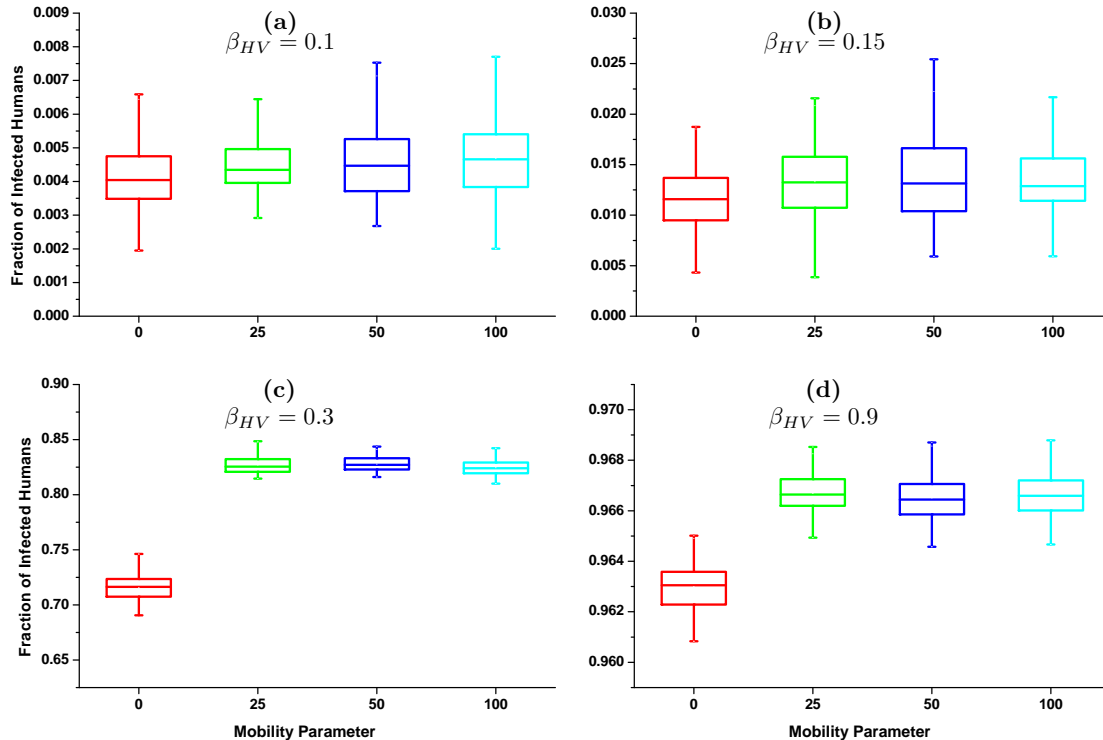 (a)
β_HV = 0.1
Fraction of Infected Humans
0.009
0.009
0.008
0.007
0.006
0.005
0.004
0.003
0.002
0.001
0.000
0 25 50 100
(b)
β_HV = 0.15
0.030
0.030
0.025
0.020
0.015
0.010
0.005
0.000
0 25 50 100
(c)
β_HV = 0.3
Fraction of Infected Humans
0.90
0.85
0.80
0.75
0.70
0.65
0 25 50 100
Mobility Parameter
(d)
β_HV = 0.9
0.970
0.968
0.966
0.964
0.962
0.960
0 25 50 100
Mobility Parameter